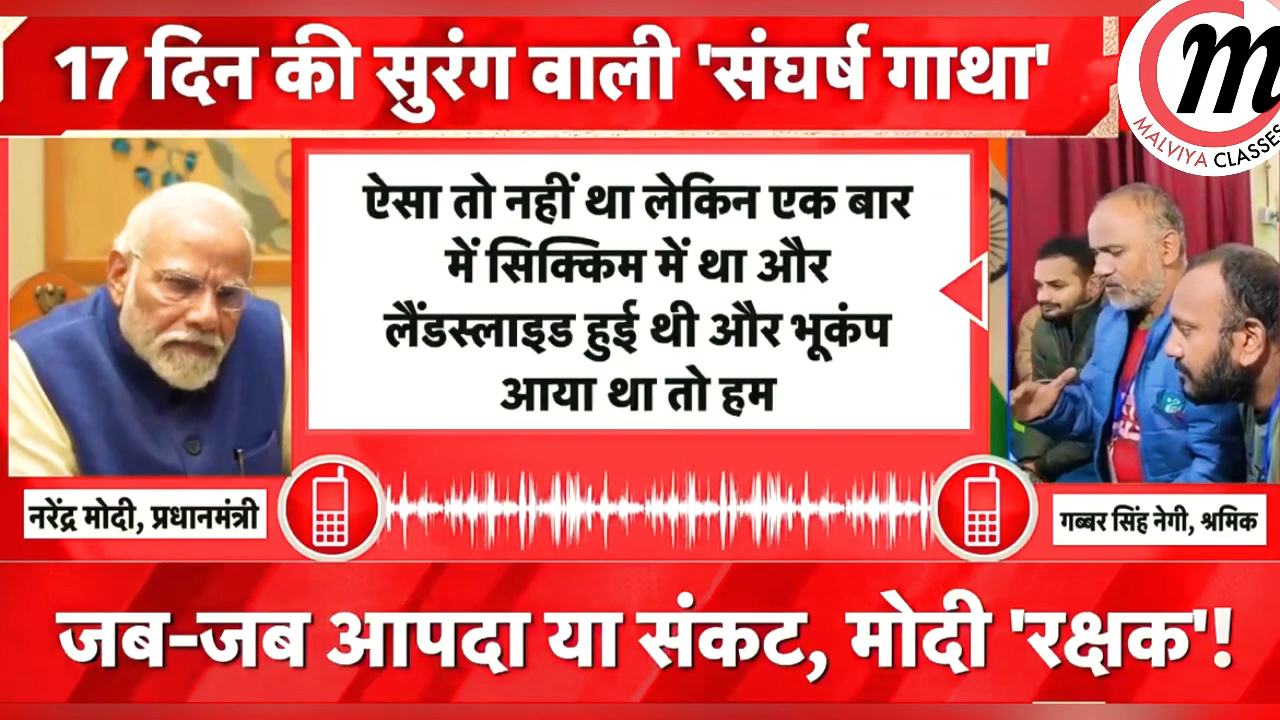 17 दिन की सुरंग वाली 'संघर्ष गाथा'
m
MALVIYA CLASSES
ऐसा तो नहीं था लेकिन एक बार
में सिक्किम में था और
लैंडस्लाइड हुई थी और भूकंप
आया था तो हम
नरेंद्र मोदी, प्रधानमंत्री
गब्बर सिंह नेगी, श्रमिक
जब-जब आपदा या संकट, मोदी 'रक्षक'!